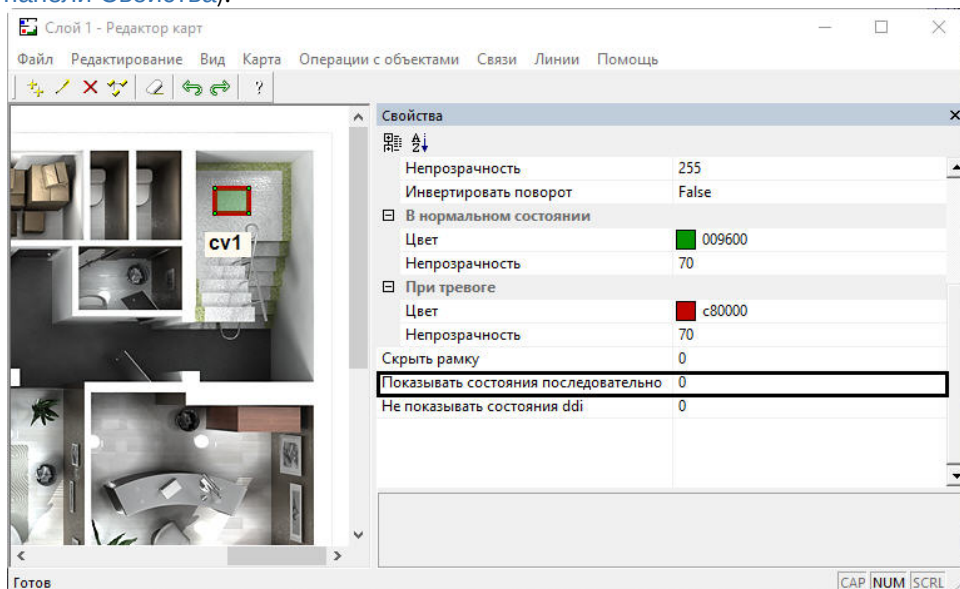 панели Свойства).
Слой 1 - Редактор карт
Файл Редактирование Вид Карта Операции с объектами Связи Линии Помощь
?
Свойства
Непрозрачность 255
Инвертировать поворот False
В нормальном состоянии
Цвет 009600
Непрозрачность 70
При тревоге
Цвет c80000
Непрозрачность 70
Скрыть рамку 0
Показывать состояния последовательно 0
Не показывать состояния ddi 0
cv1
Готов
CAP NUM SCRL